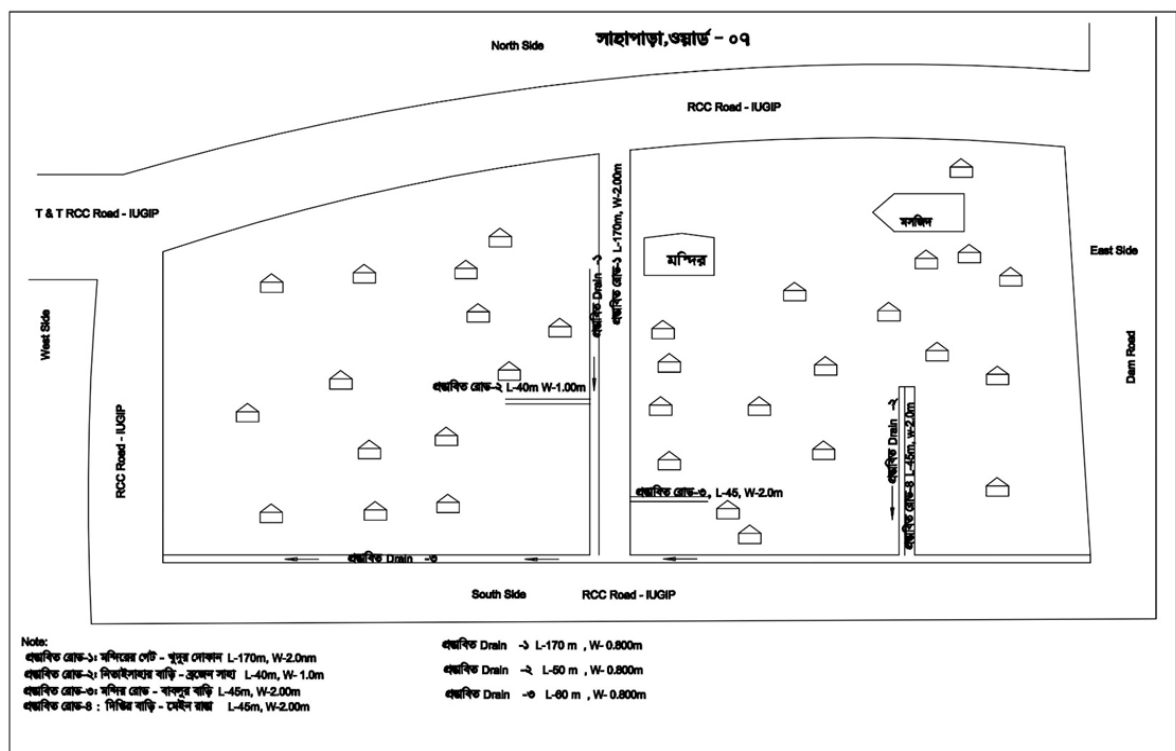 North Side
সাহাপাড়া,ওয়ার্ড - ০৭
RCC Road - IUGIP
T & T RCC Road - IUGIP
প্রস্তাবিত Drain -১
প্রস্তাবিত রোড-১ L-170m, W-2.00m
মন্দির
মসজিদ
East Side
West Side
Dam Road
প্রস্তাবিত রোড-২ L-40m W-1.00m
RCC Road - IUGIP
প্রস্তাবিত Drain -২
প্রস্তাবিত রোড-৪ L-45m, w-2.0m
প্রস্তাবিত রোড-৩, L-45, W-2.0m
প্রস্তাবিত Drain -৩
South Side
RCC Road - IUGIP
Note:
প্রস্তাবিত রোড-১ঃ মন্দিরের গেট - খুদুর দোকান L-170m, W-2.0nm
প্রস্তাবিত রোড-২ঃ নিতাইসাহার বাড়ি - ব্রজেন সাহা L-40m, W- 1.0m
প্রস্তাবিত রোড-৩ঃ মন্দির রোড - বাবলুর বাড়ি L-45m, W-2.00m
প্রস্তাবিত রোড-৪ : দিপ্তির বাড়ি - মেইন রাস্তা L-45m, W-2.00m
প্রস্তাবিত Drain -১ L-170 m , W- 0.800m
প্রস্তাবিত Drain -২ L-50 m , W- 0.800m
প্রস্তাবিত Drain -৩ L-60 m , W- 0.800m